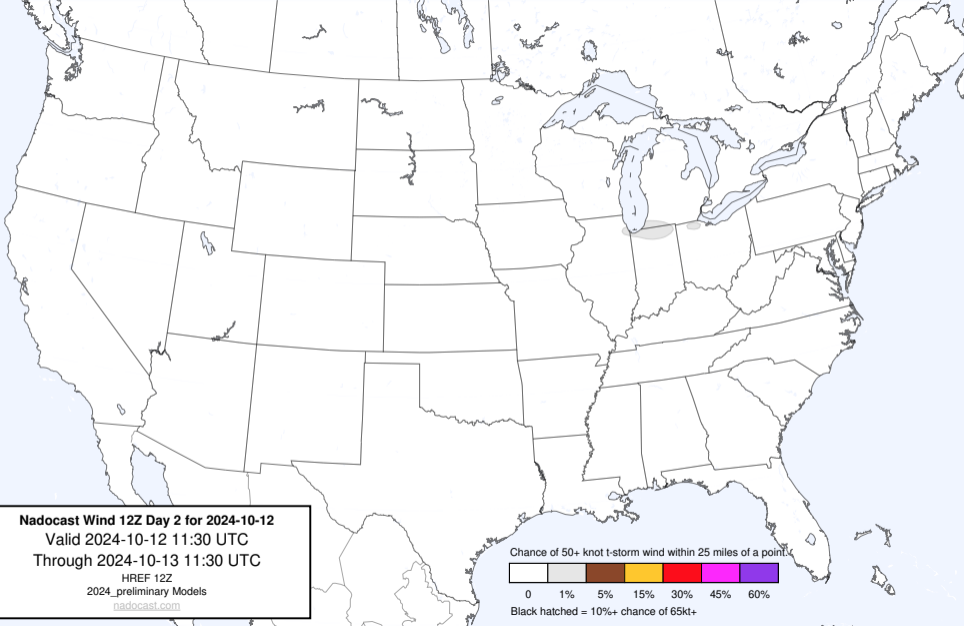 Nadocast Wind 12Z Day 2 for 2024-10-12
Valid 2024-10-12 11:30 UTC
Through 2024-10-13 11:30 UTC
HREF 12Z
2024_preliminary Models
nadocast.com
Chance of 50+ knot t-storm wind within 25 miles of a point.
0 1% 5% 15% 30% 45% 60%
Black hatched = 10%+ chance of 65kt+